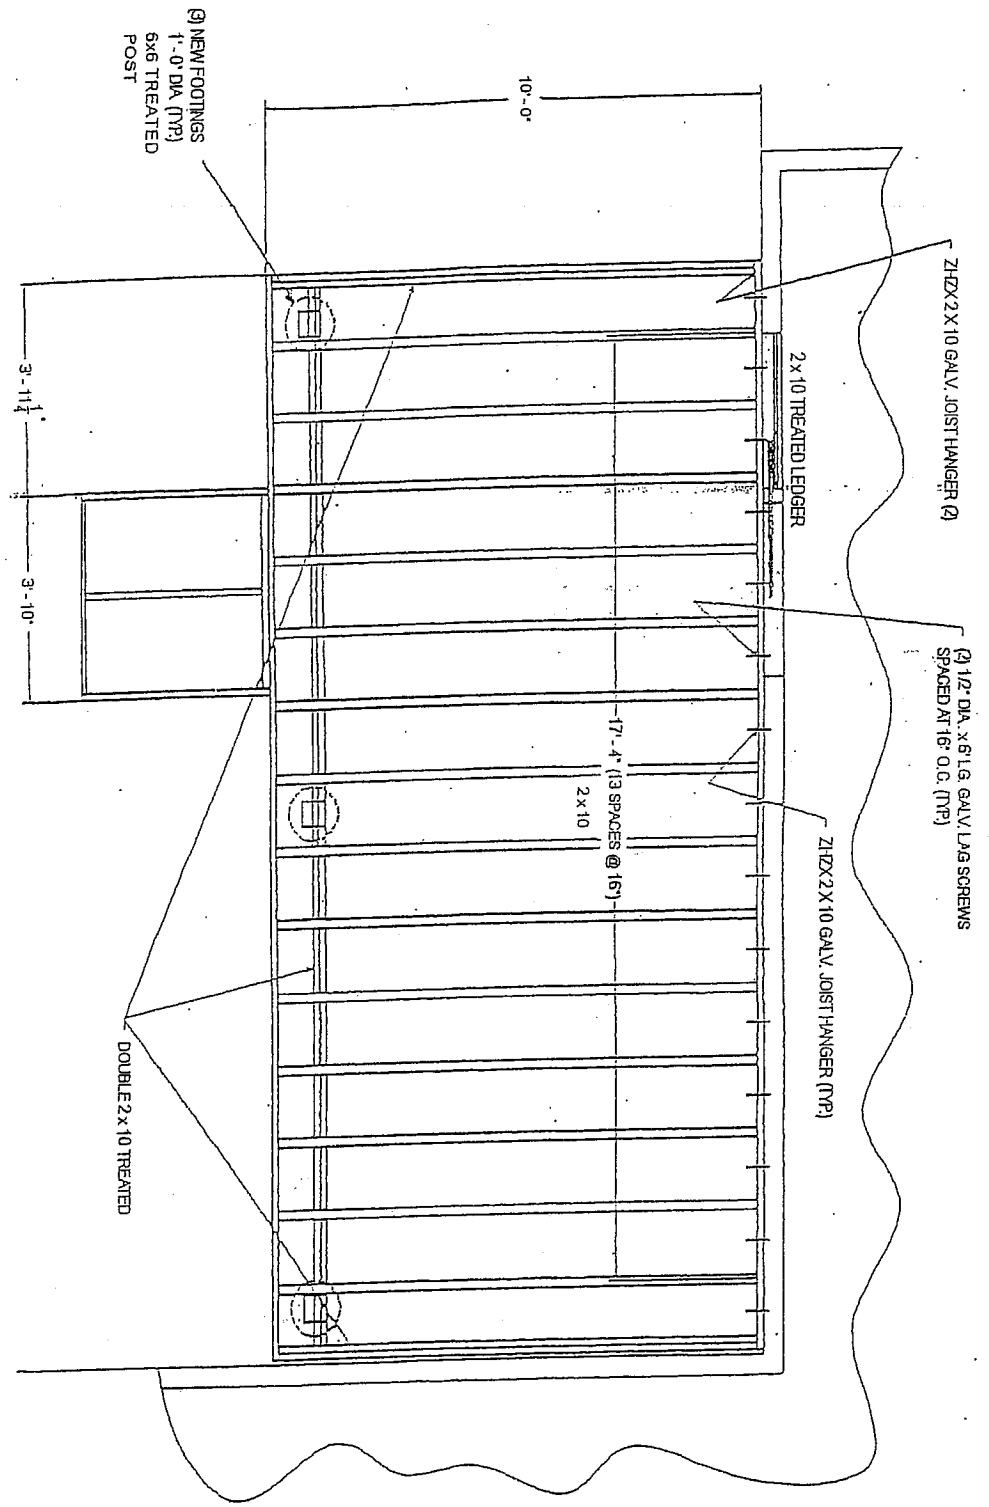 ZHZX 2 X 10 GALV. JOIST HANGER (2)
(2) 1/2" DIA. x 6" LG. GALV. LAG SCREWS
SPACED AT 16" O.C. (TYP.)
ZHZX 2 X 10 GALV. JOIST HANGER (TYP.)
2 x 10 TREATED LEDGER
10'-0"
17'-4" (13 SPACES @ 16")
2 x 10
(3) NEW FOOTINGS
1'-0" DIA (TYP.)
6x6 TREATED
POST
DOUBLE 2 x 10 TREATED
3'-11 1/4"
3'-10"